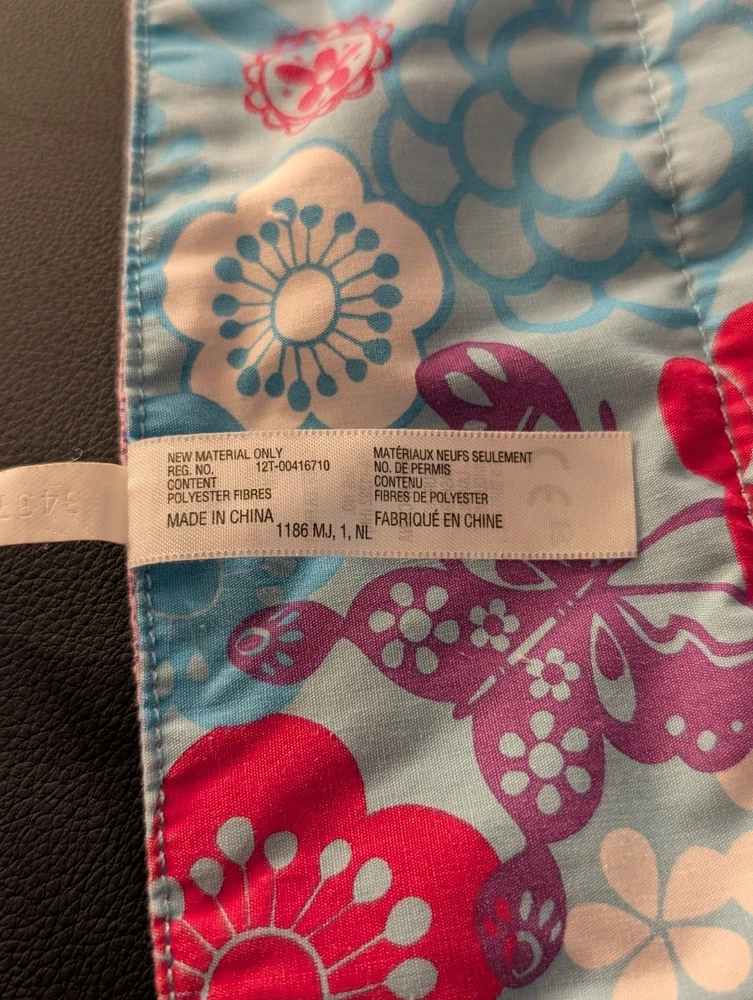 NEW MATERIAL ONLY
REG. NO. 12T-00416710
CONTENT
POLYESTER FIBRES
MADE IN CHINA
1186 MJ, 1, NL
MATÉRIAUX NEUFS SEULEMENT
NO. DE PERMIS
CONTENU
FIBRES DE POLYESTER
FABRIQUÉ EN CHINE